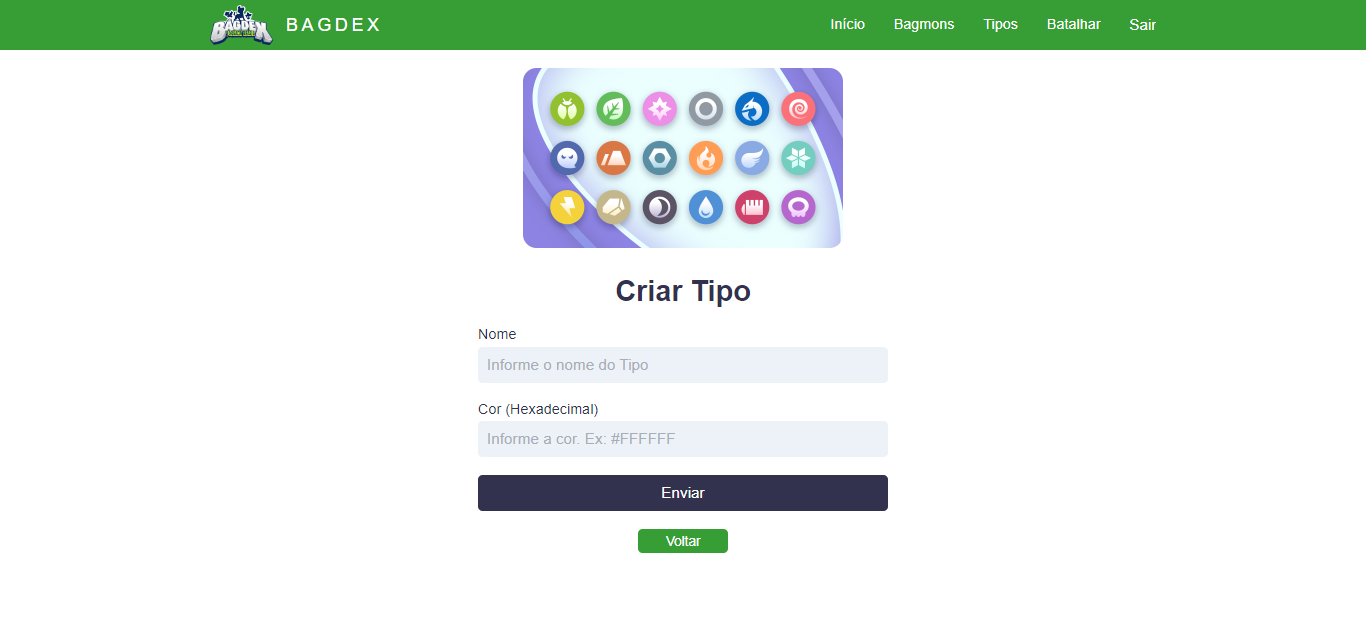 BAGDEX
BAGDEX
Início
Bagmons
Tipos
Batalhar
Sair
Criar Tipo
Nome
Informe o nome do Tipo
Cor (Hexadecimal)
Informe a cor. Ex: #FFFFFF
Enviar
Voltar